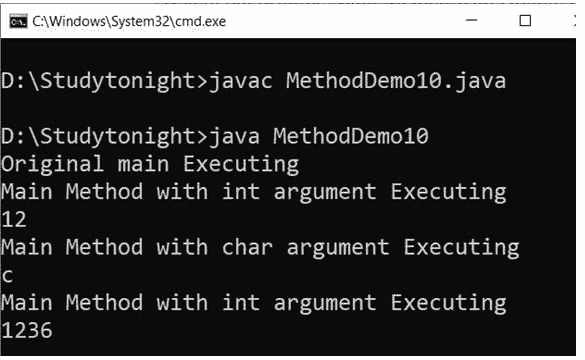 C:\Windows\System32\cmd.exe
D:\Studytonight>javac MethodDemo10.java
D:\Studytonight>java MethodDemo10
Original main Executing
Main Method with int argument Executing
12
Main Method with char argument Executing
c
Main Method with int argument Executing
1236